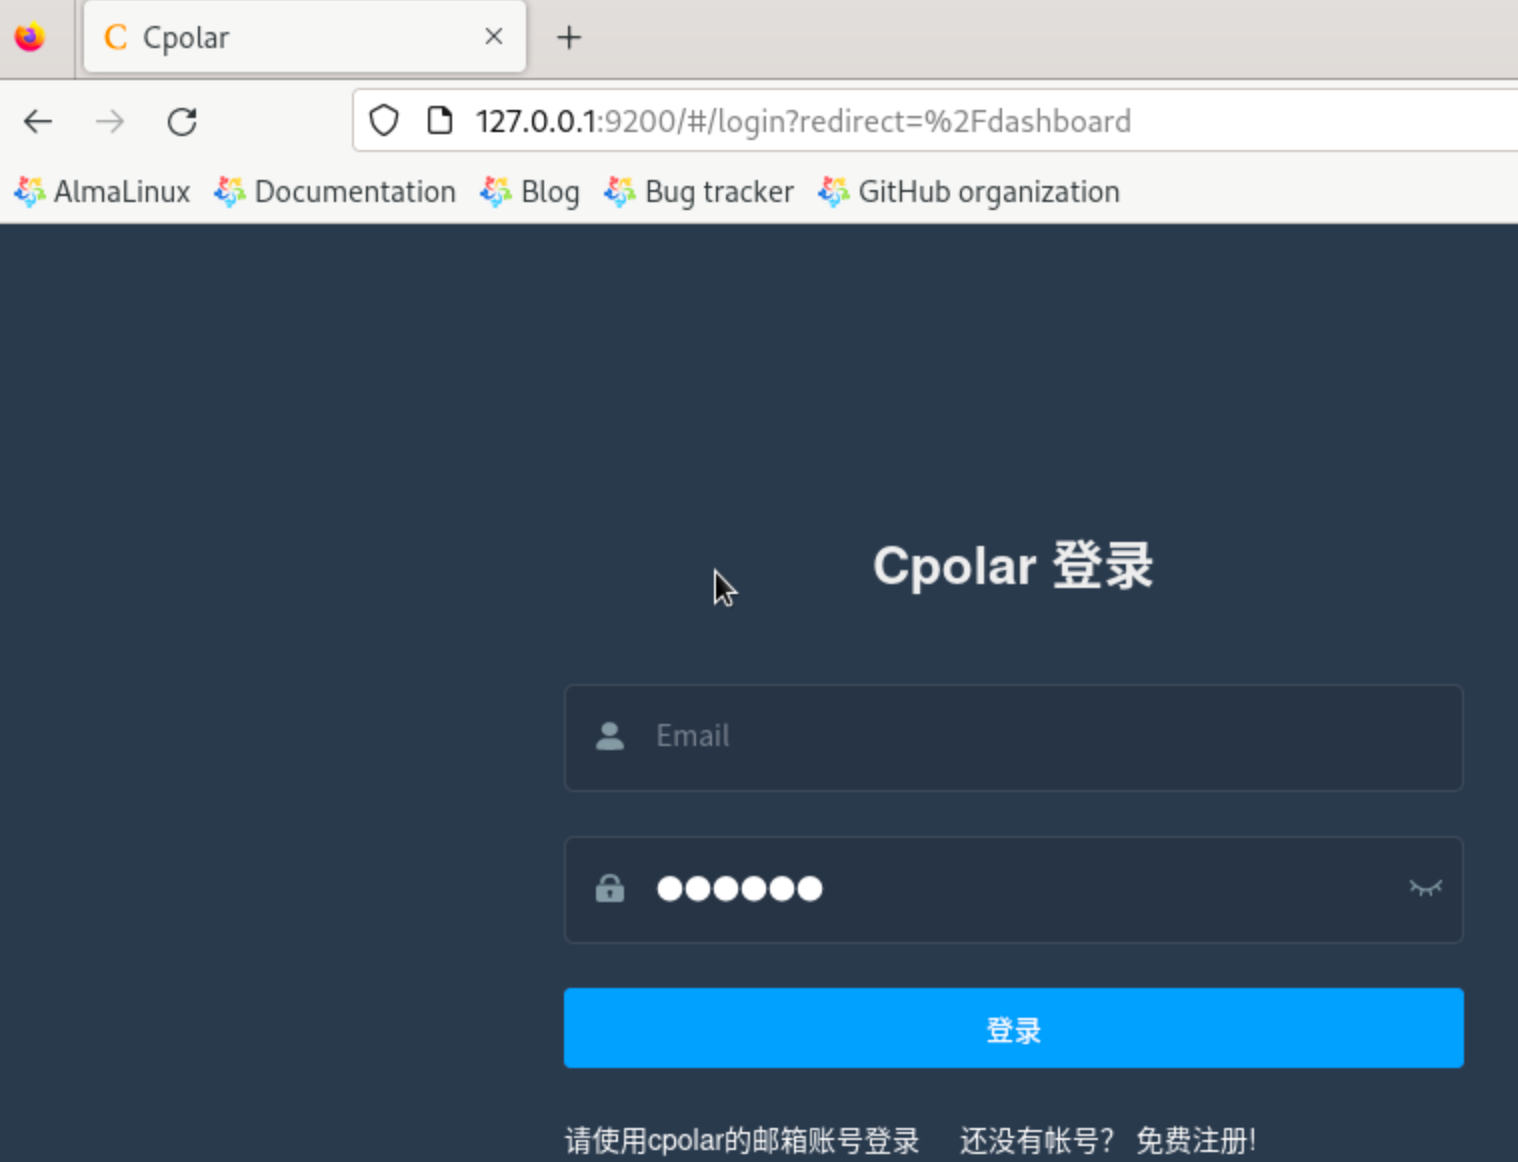 Cpolar
127.0.0.1:9200/#/login?redirect=%2Fdashboard
AlmaLinux Documentation Blog Bug tracker GitHub organization
Cpolar 登录
Email
登录
请使用cpolar的邮箱账号登录 还没有帐号? 免费注册!